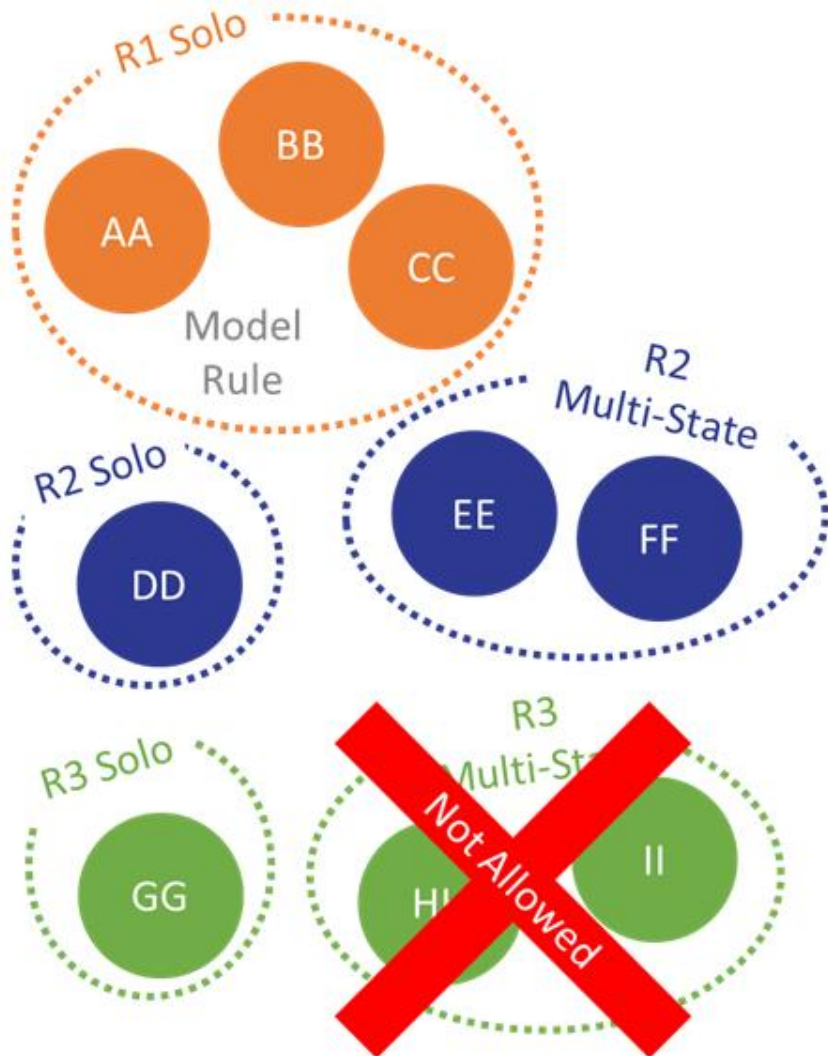 R1 Solo
BB
AA
CC
Model
Rule
R2
Multi-State
R2 Solo
EE
FF
DD
R3
R3 Solo
Not Allowed
II
GG